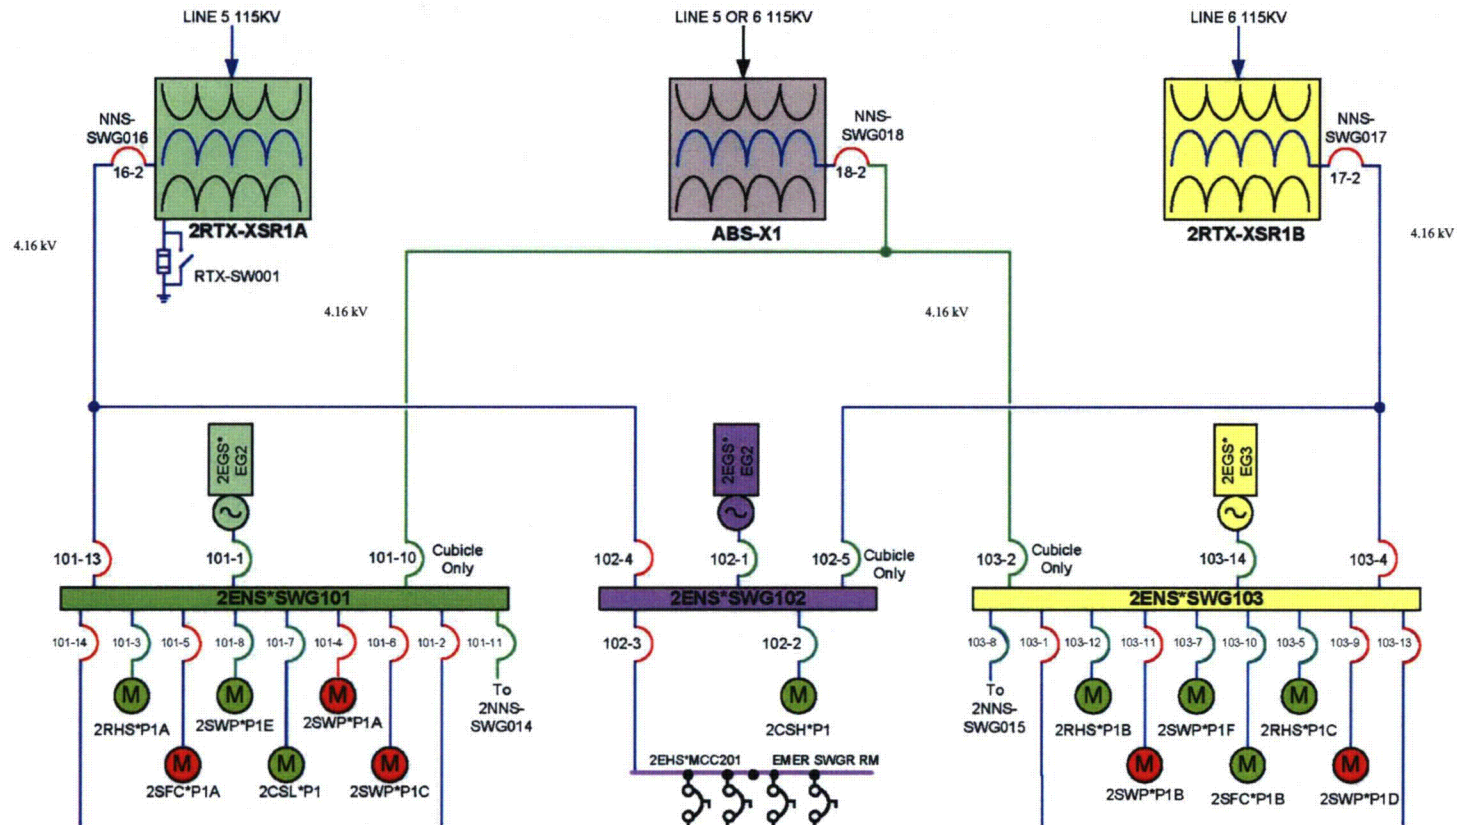 LINE 5 115KV
LINE 5 OR 6 115KV
LINE 6 115KV
NNS-
SWG016
16-2
NNS-
SWG018
18-2
NNS-
SWG017
17-2
2RTX-XSR1A
ABS-X1
2RTX-XSR1B
4.16 kV
4.16 kV
RTX-SW001
4.16 kV
4.16 kV
2EGS*
EG2
2EGS*
EG2
2EGS*
EG3
101-13
101-1
101-10
Cubicle
Only
102-4
102-1
102-5
Cubicle
Only
103-2
Cubicle
Only
103-14
103-4
2ENS*SWG101
2ENS*SWG102
2ENS*SWG103
101-14
101-3
101-5
101-8
101-7
101-4
101-6
101-2
101-11
102-3
102-2
103-8
103-1
103-12
103-11
103-7
103-10
103-5
103-9
103-13
M
M
M
M
M
M
M
2RHS*P1A
2SWP*P1E
2SWP*P1A
To
2NNS-
SWG014
2CSH*P1
To
2NNS-
SWG015
2RHS*P1B
2SWP*P1F
2RHS*P1C
M
M
M
M
M
M
2SFC*P1A
2CSL*P1
2SWP*P1C
2EHS*MCC201
EMER SWGR RM
2SWP*P1B
2SFC*P1B
2SWP*P1D